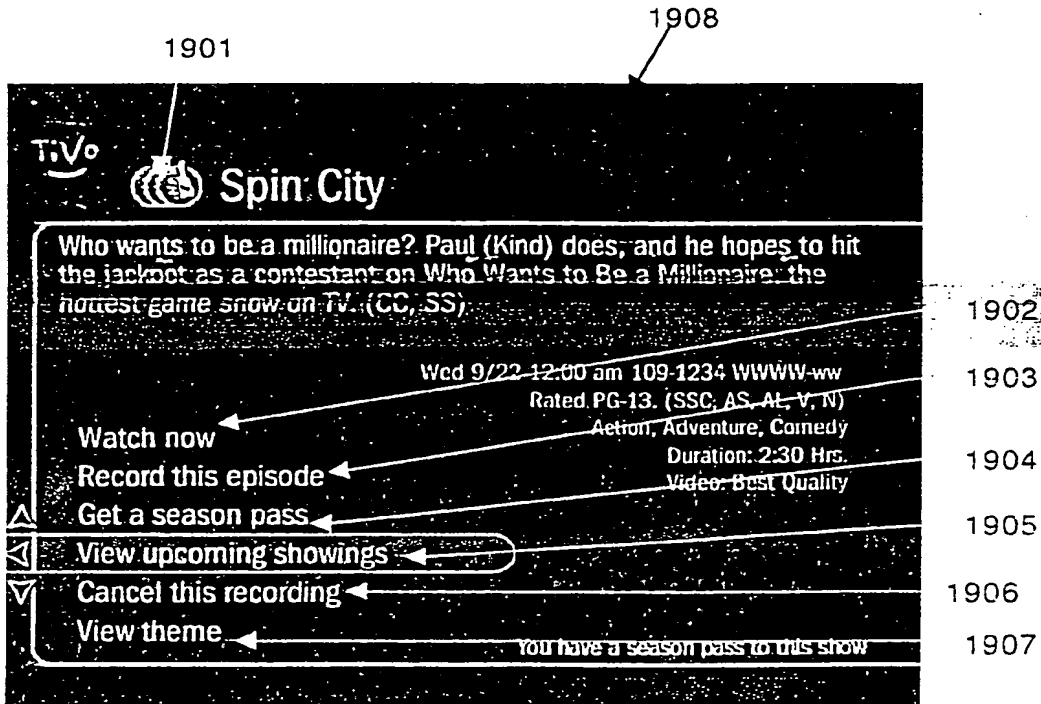 1908
1901
TiVo
Spin City
Who wants to be a millionaire? Paul (Kind) does, and he hopes to hit
the jackpot as a contestant on Who Wants to Be a Millionaire, the
hottest game show on TV. (CC, SS)
1902
Wed 9/22 12:00 am 109-1234 WWWW-ww
1903
Rated PG-13. (SSC, AS, AL, V, N)
Watch now
Action, Adventure, Comedy
Duration: 2:30 Hrs.
1904
Record this episode
Video: Best Quality
Get a season pass
1905
View upcoming showings
Cancel this recording
1906
View theme
You have a season pass to this show
1907